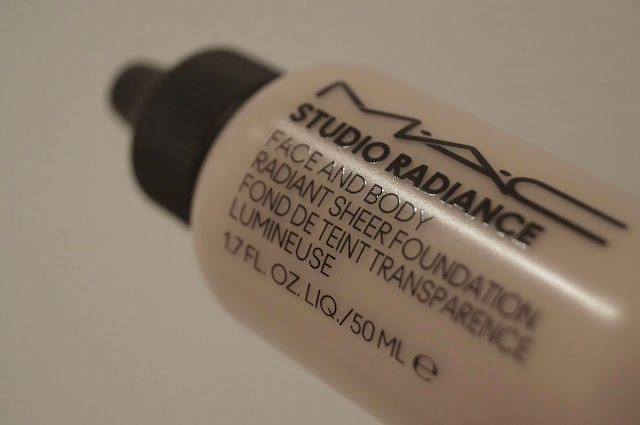 MAC
STUDIO RADIANCE
FACE AND BODY
RADIANT SHEER FOUNDATION
FOND DE TEINT TRANSPARENCE
LUMINEUSE
1.7 FL. OZ. LIQ./50 ML ℮